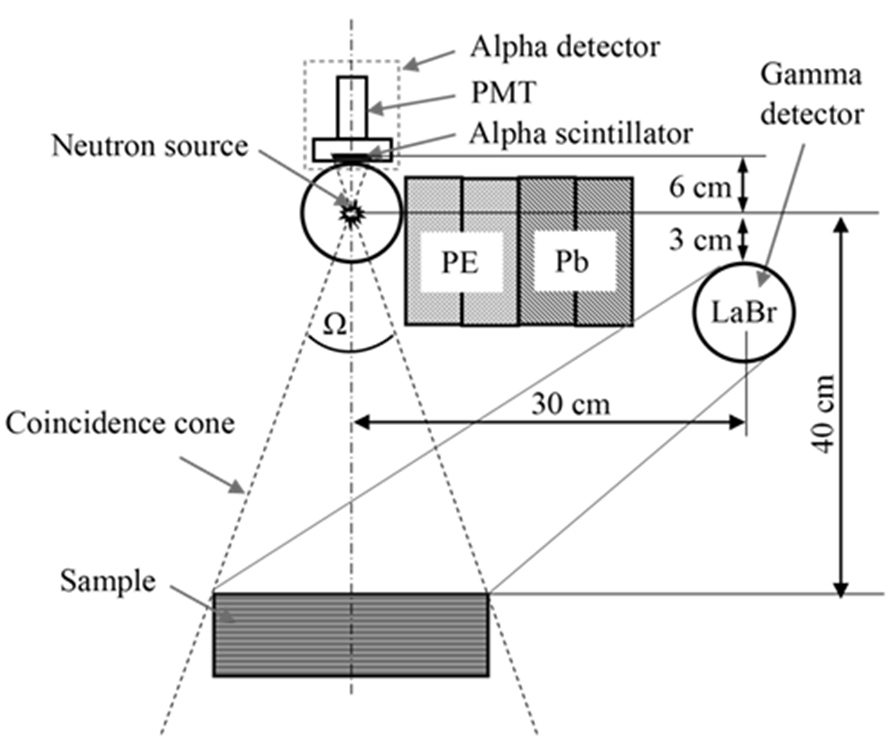 Alpha detector
PMT
Alpha scintillator
Gamma
detector
Neutron source
6 cm
3 cm
PE
Pb
LaBr
Ω
30 cm
40 cm
Coincidence cone
Sample